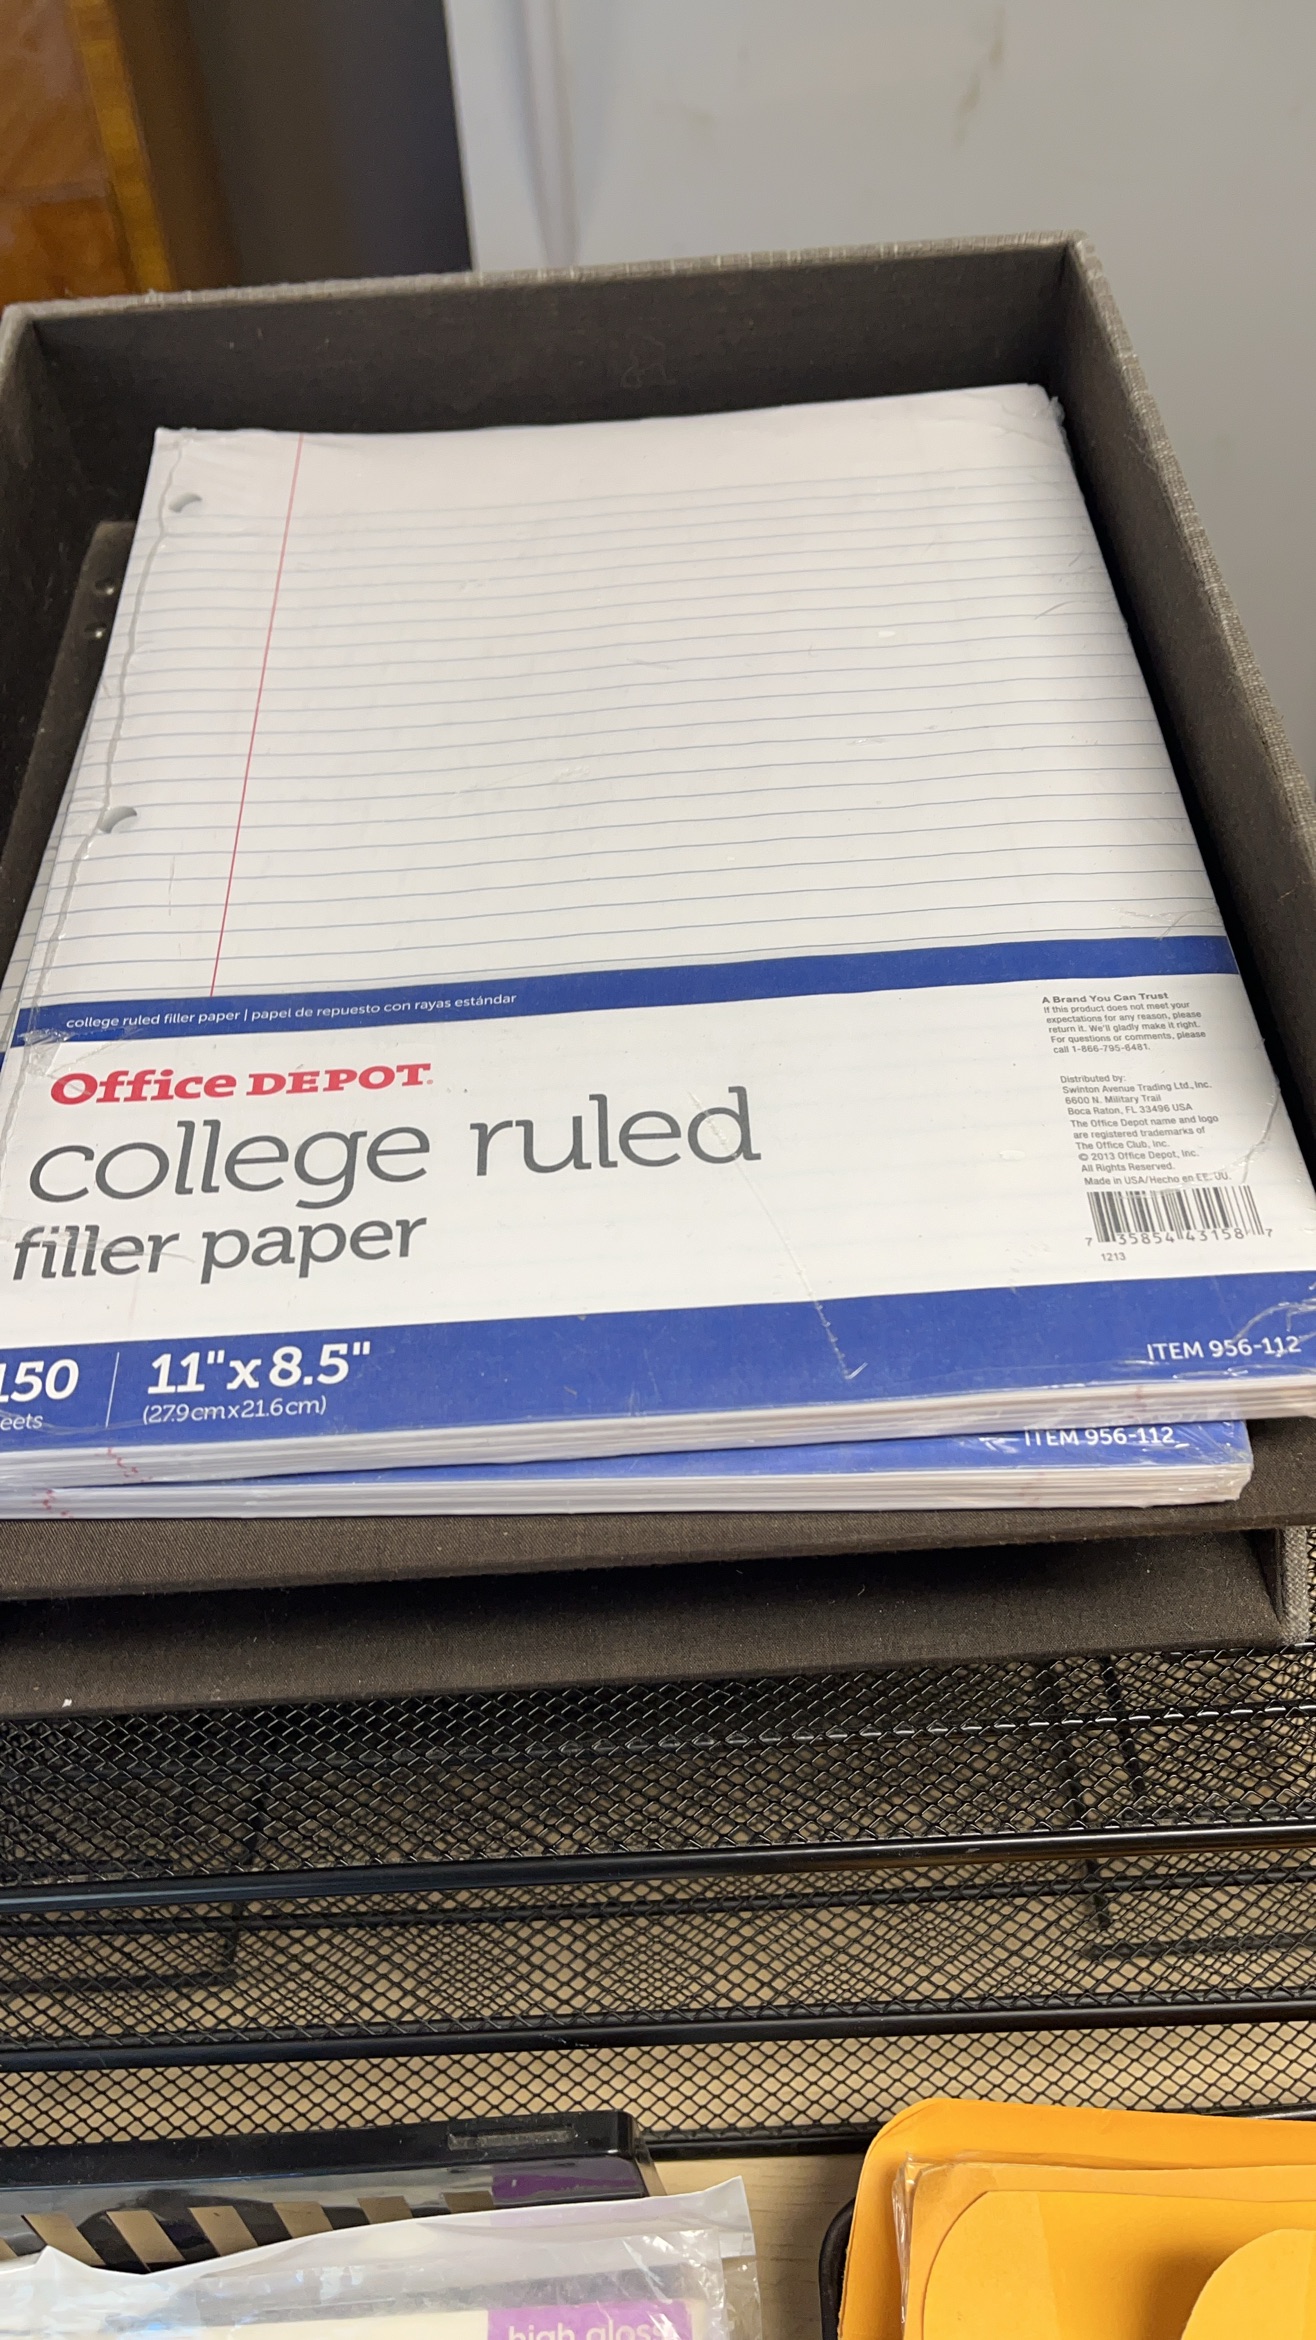 college ruled filler paper | papel de repuesto con rayas estándar
Office DEPOT.
college ruled
filler paper
150
11"x8.5"
(27.9cmx21.6cm)
A Brand You Can Trust
If this product does not meet your
expectations for any reason, please
return it. We'll gladly make it right.
For questions or comments, please
call 1-866-795-6481.
Distributed by:
Swinton Avenue Trading Ltd., Inc.
6600 N. Military Trail
Boca Raton, FL 33496 USA
The Office Depot name and logo
are registered trademarks of
The Office Club, Inc.
© 2013 Office Depot, Inc.
All Rights Reserved.
Made in USA/Hecho en EE. UU.
7 35854 43158 7
1213
ITEM 956-112
ITEM 956-112
high gloss